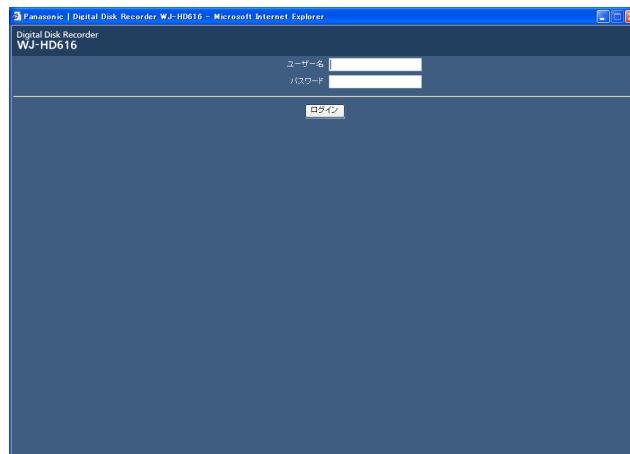 Panasonic | Digital Disk Recorder WJ-HD616 - Microsoft Internet Explorer
Digital Disk Recorder
WJ-HD616
ユーザー名
パスワード
ログイン